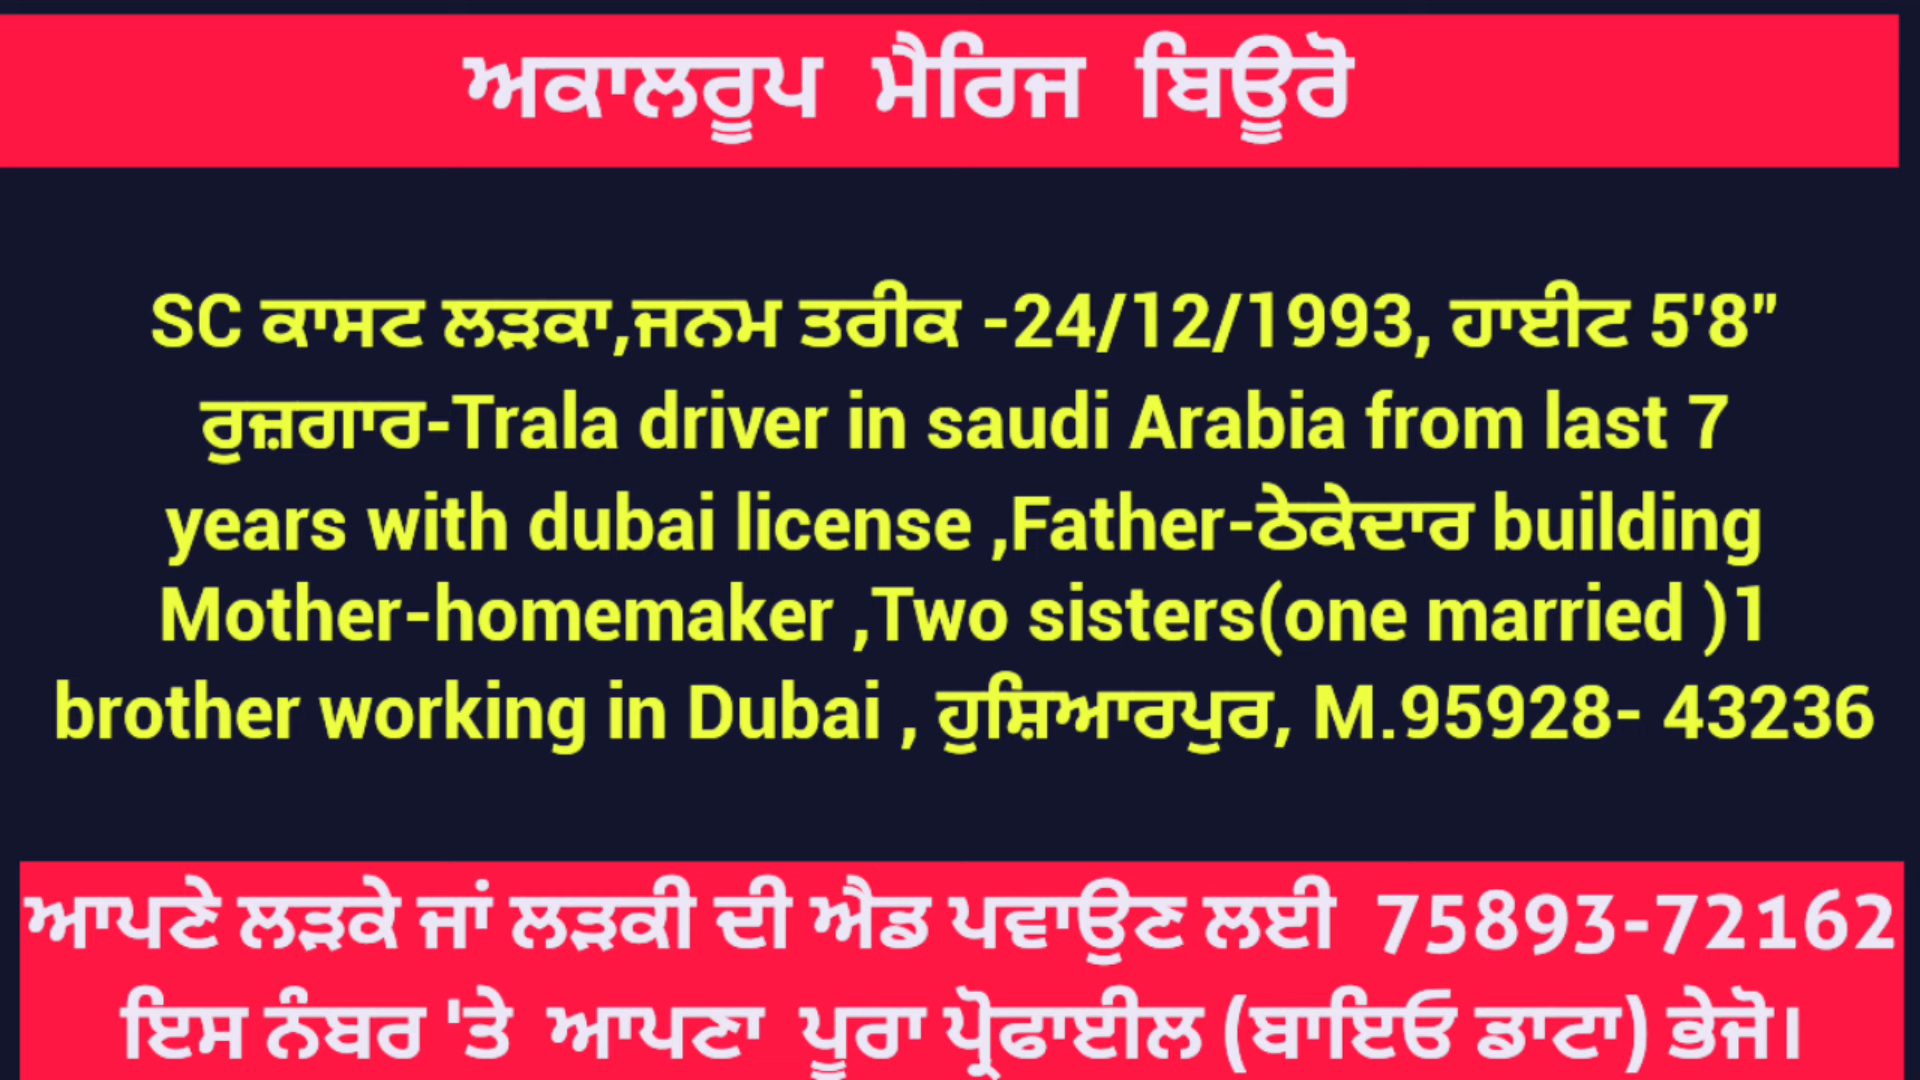 ਅਕਾਲਰੂਪ ਮੈਰਿਜ ਬਿਊਰੋ
SC ਕਾਸਟ ਲੜਕਾ,ਜਨਮ ਤਰੀਕ -24/12/1993, ਹਾਈਟ 5'8"
ਰੁਜ਼ਗਾਰ-Trala driver in saudi Arabia from last 7
years with dubai license ,Father-ਠੇਕੇਦਾਰ building
Mother-homemaker ,Two sisters(one married )1
brother working in Dubai , ਹੁਸ਼ਿਆਰਪੁਰ, M.95928- 43236
ਆਪਣੇ ਲੜਕੇ ਜਾਂ ਲੜਕੀ ਦੀ ਐਡ ਪਵਾਉਣ ਲਈ 75893-72162
ਇਸ ਨੰਬਰ 'ਤੇ ਆਪਣਾ ਪੂਰਾ ਪ੍ਰੋਫਾਈਲ (ਬਾਇਓ ਡਾਟਾ) ਭੇਜੋ।